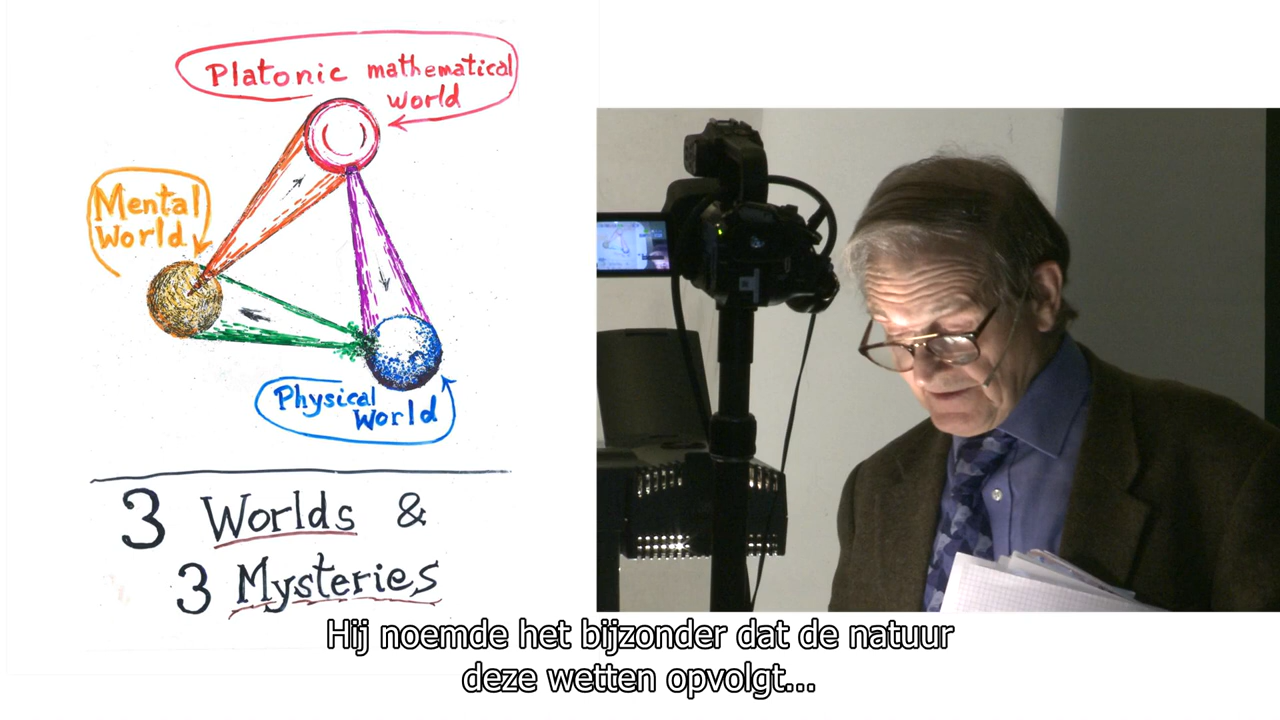 Platonic mathematical
world
Mental
World
Physical
World
3 Worlds &
3 Mysteries
Hij noemde het bijzonder dat de natuur
deze wetten opvolgt...